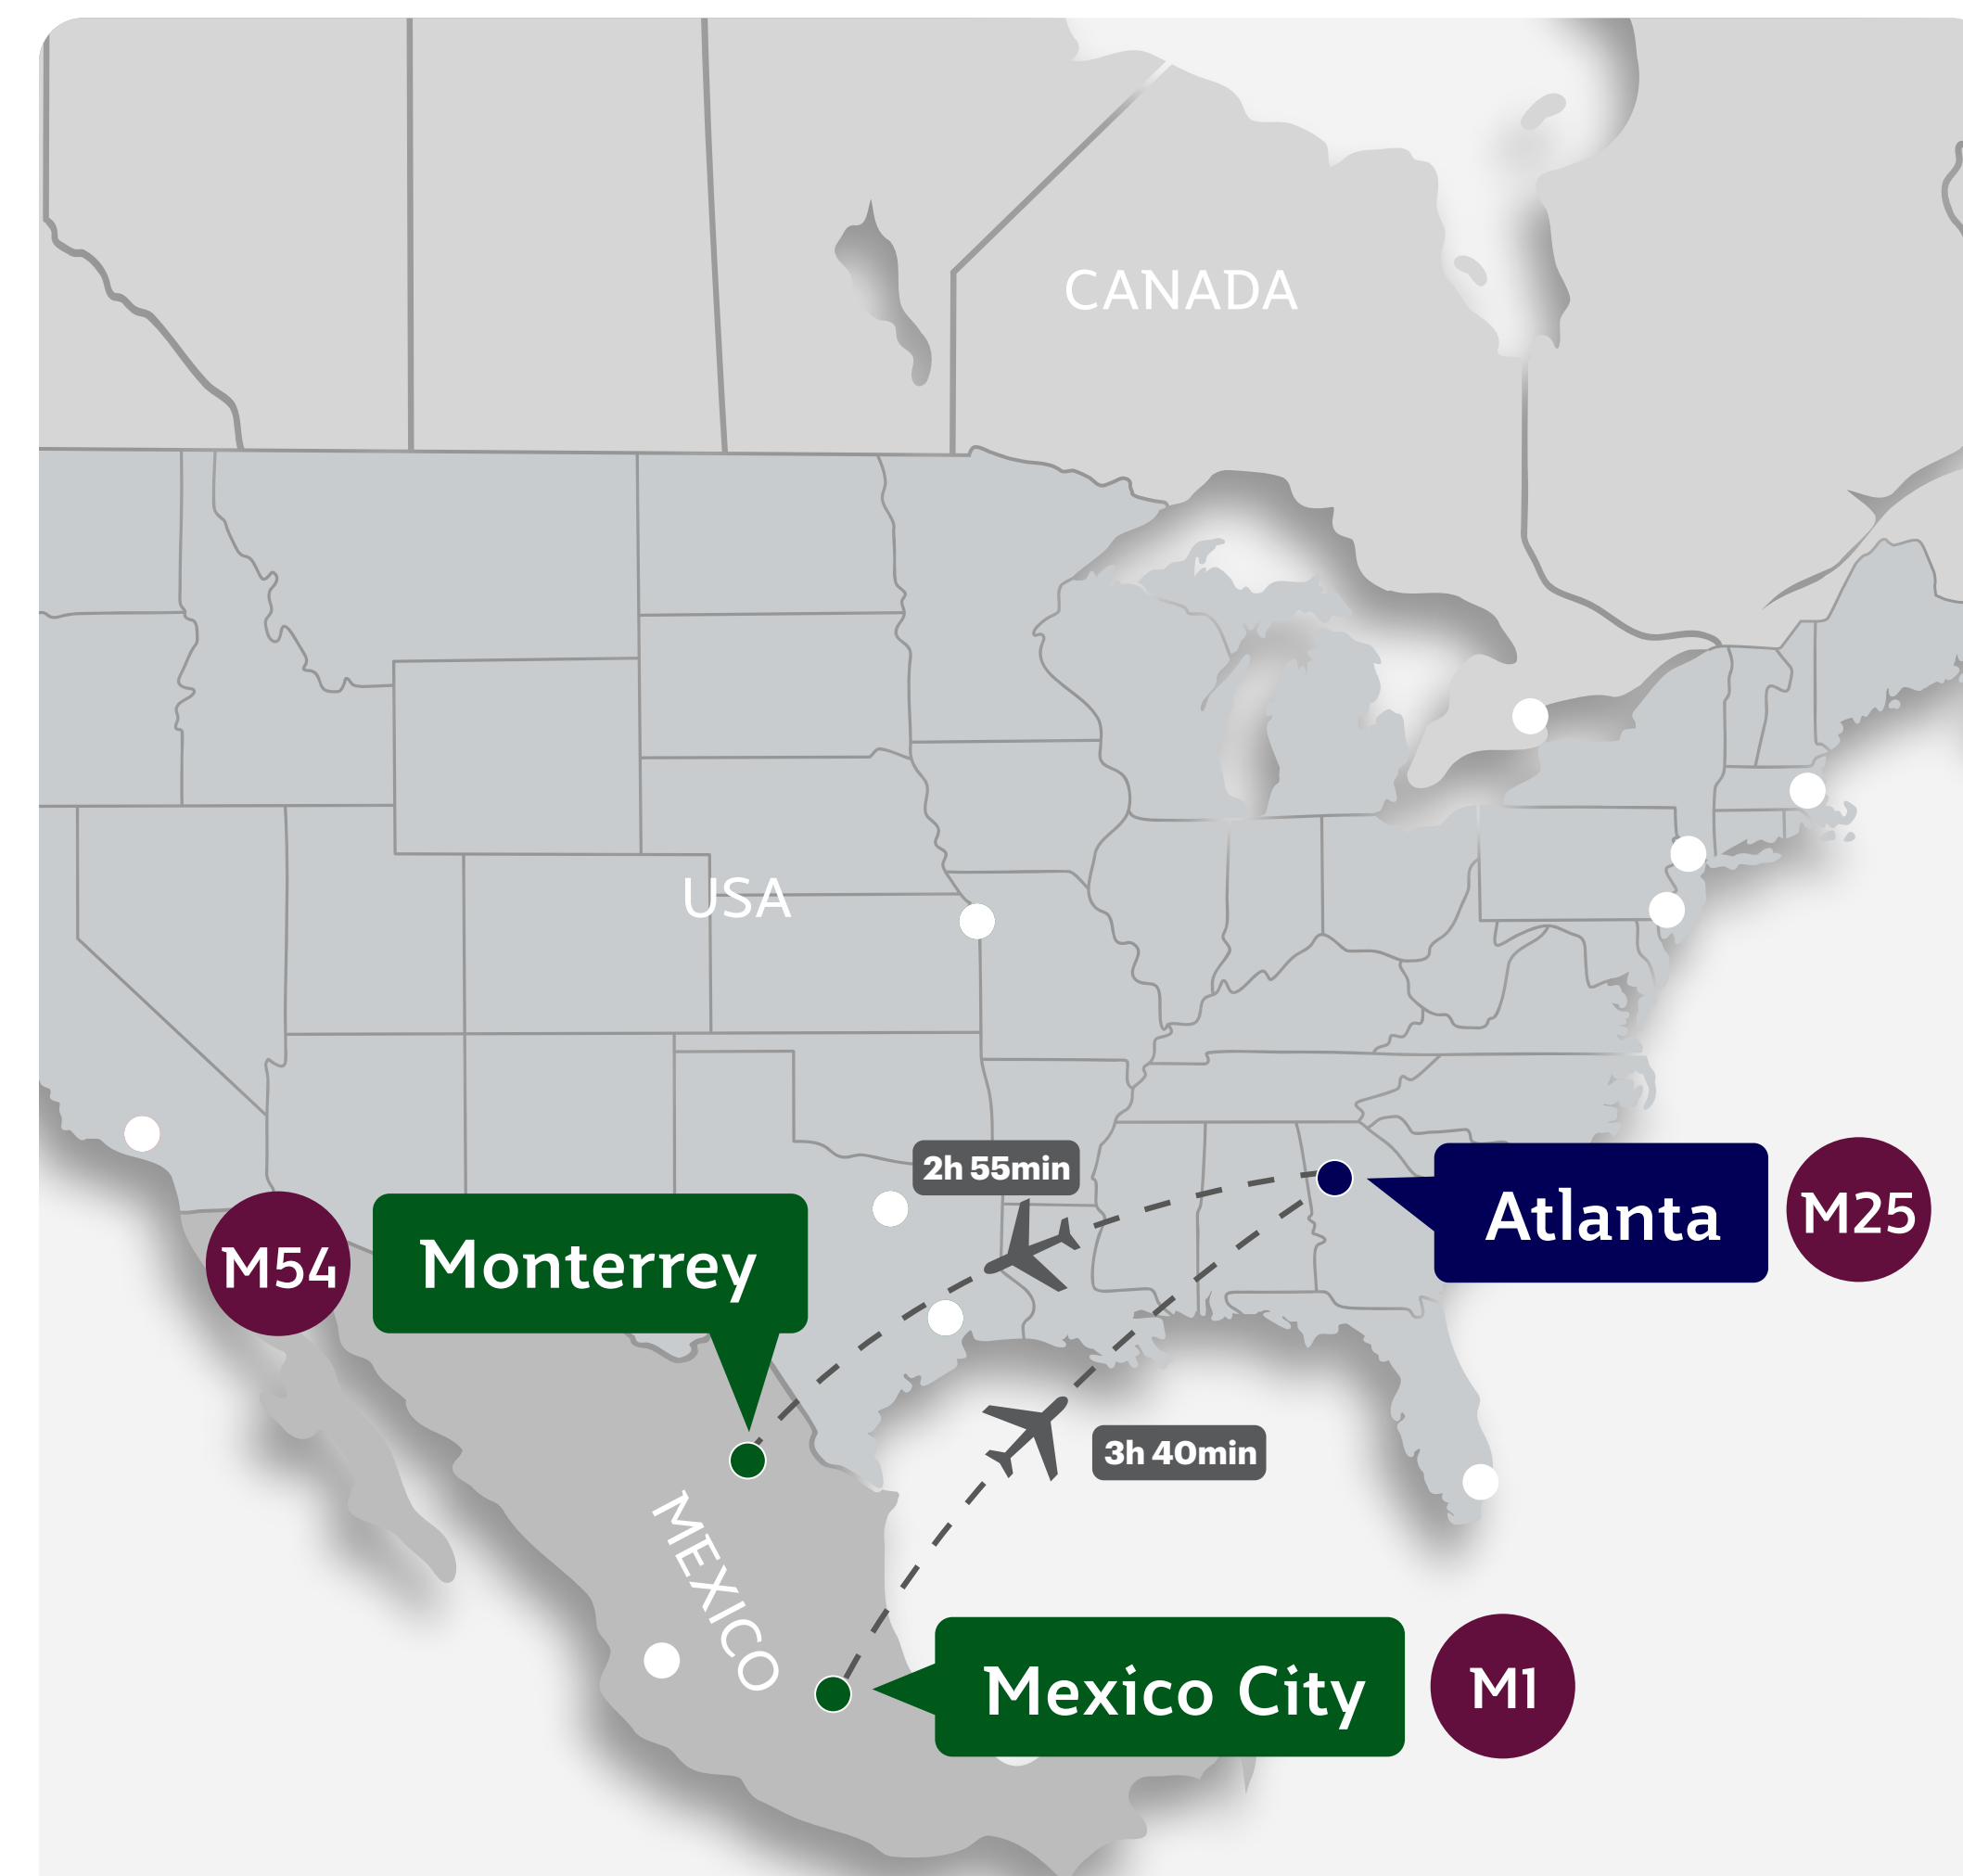 CANADA
USA
2h 55min
Atlanta
M25
M54
Monterrey
3h 40min
MEXICO
Mexico City
M1